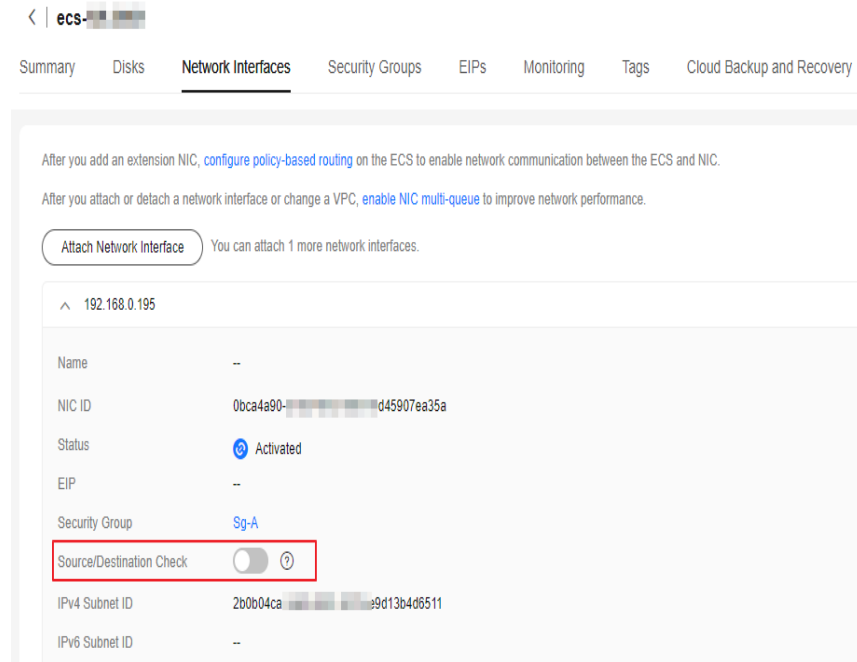 ecs-
Summary Disks Network Interfaces Security Groups EIPs Monitoring Tags Cloud Backup and Recovery
After you add an extension NIC, configure policy-based routing on the ECS to enable network communication between the ECS and NIC.
After you attach or detach a network interface or change a VPC, enable NIC multi-queue to improve network performance.
Attach Network Interface You can attach 1 more network interfaces.
192.168.0.195
Name --
NIC ID 0bca4a90- d45907ea35a
Status Activated
EIP --
Security Group Sg-A
Source/Destination Check ?
IPv4 Subnet ID 2b0b04ca e9d13b4d6511
IPv6 Subnet ID --